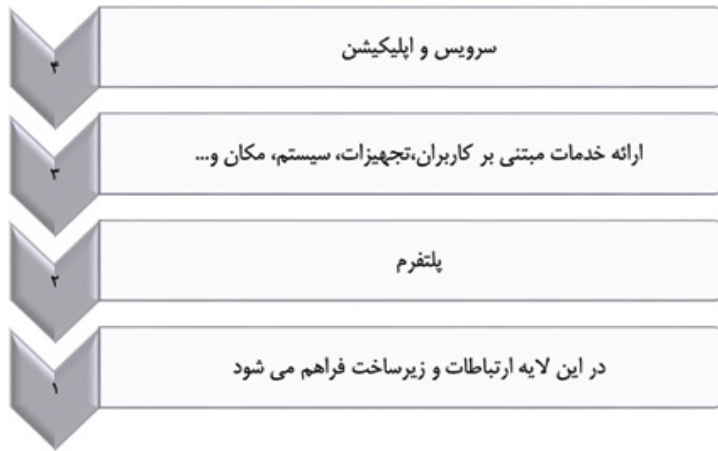 ۴
سرویس و اپلیکیشن
۳
ارائه خدمات مبتنی بر کاربران،تجهیزات، سیستم، مکان و...
۲
پلتفرم
۱
در این لایه ارتباطات و زیرساخت فراهم می شود